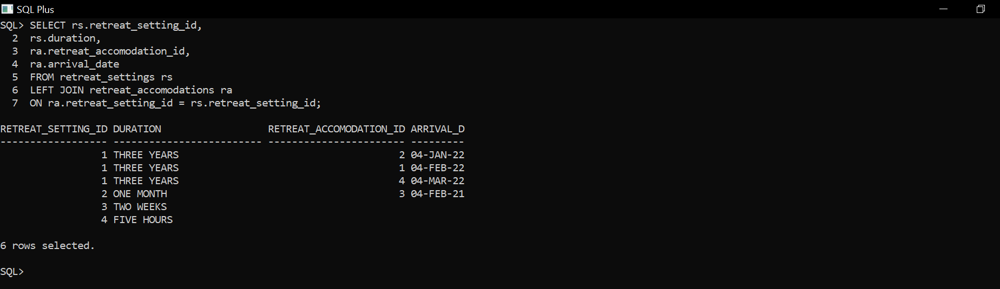 SQL Plus
SQL> SELECT rs.retreat_setting_id,
  2  rs.duration,
  3  ra.retreat_accomodation_id,
  4  ra.arrival_date
  5  FROM retreat_settings rs
  6  LEFT JOIN retreat_accomodations ra
  7  ON ra.retreat_setting_id = rs.retreat_setting_id;
RETREAT_SETTING_ID DURATION                  RETREAT_ACCOMODATION_ID ARRIVAL_D
------------------ ------------------------- ----------------------- ---------
                 1 THREE YEARS                                     2 04-JAN-22
                 1 THREE YEARS                                     1 04-FEB-22
                 1 THREE YEARS                                     4 04-MAR-22
                 2 ONE MONTH                                       3 04-FEB-21
                 3 TWO WEEKS
                 4 FIVE HOURS
6 rows selected.
SQL>